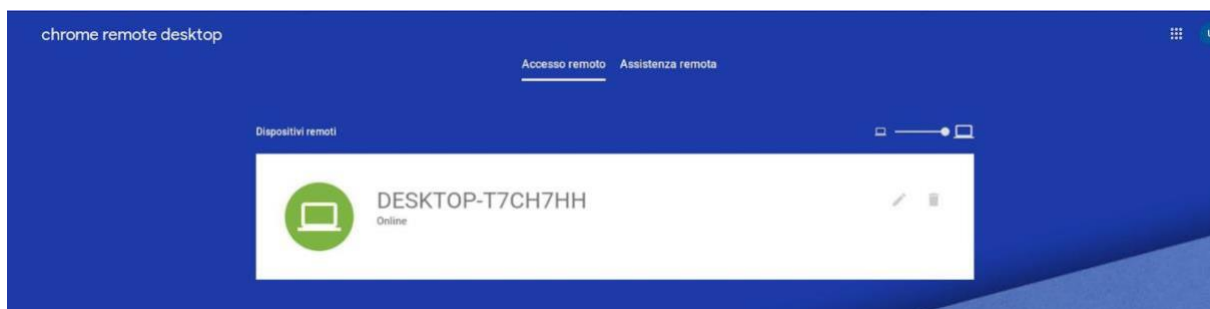 chrome remote desktop
Accesso remoto Assistenza remota
Dispositivi remoti
DESKTOP-T7CH7HH
Online